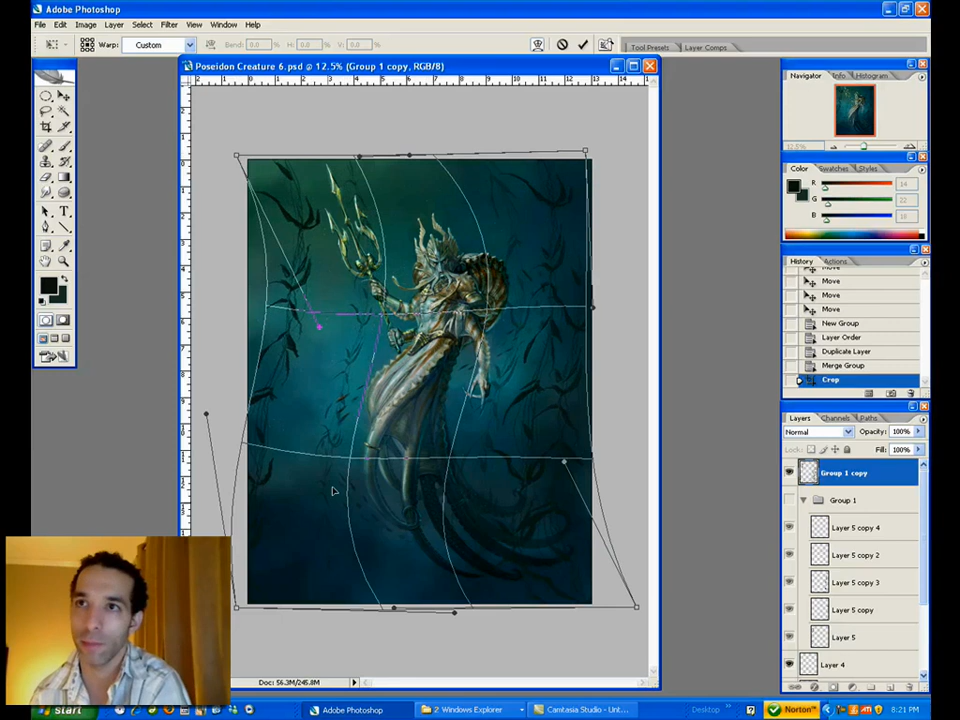 Adobe Photoshop
File Edit Image Layer Select Filter View Window Help
Warp: Custom Bend: 0.0 % H: 0.0 % V: 0.0 %
Tool Presets Layer Comps
Poseidon Creature 6.psd @ 12.5% (Group 1 copy, RGB/8)
Navigator Info Histogram
12.5%
Color Swatches Styles
R 14
G 22
B 18
History Actions
Move
Move
Move
Move
New Group
Layer Order
Duplicate Layer
Merge Group
Crop
Layers Channels Paths
Normal Opacity: 100%
Lock: Fill: 100%
Group 1 copy
Group 1
Layer 5 copy 4
Layer 5 copy 2
Layer 5 copy 3
Layer 5 copy
Layer 5
Layer 4
Doc: 56.3M/245.8M
start Adobe Photoshop 2 Windows Explorer Camtasia Studio - Unt... Desktop Norton 8:21 PM